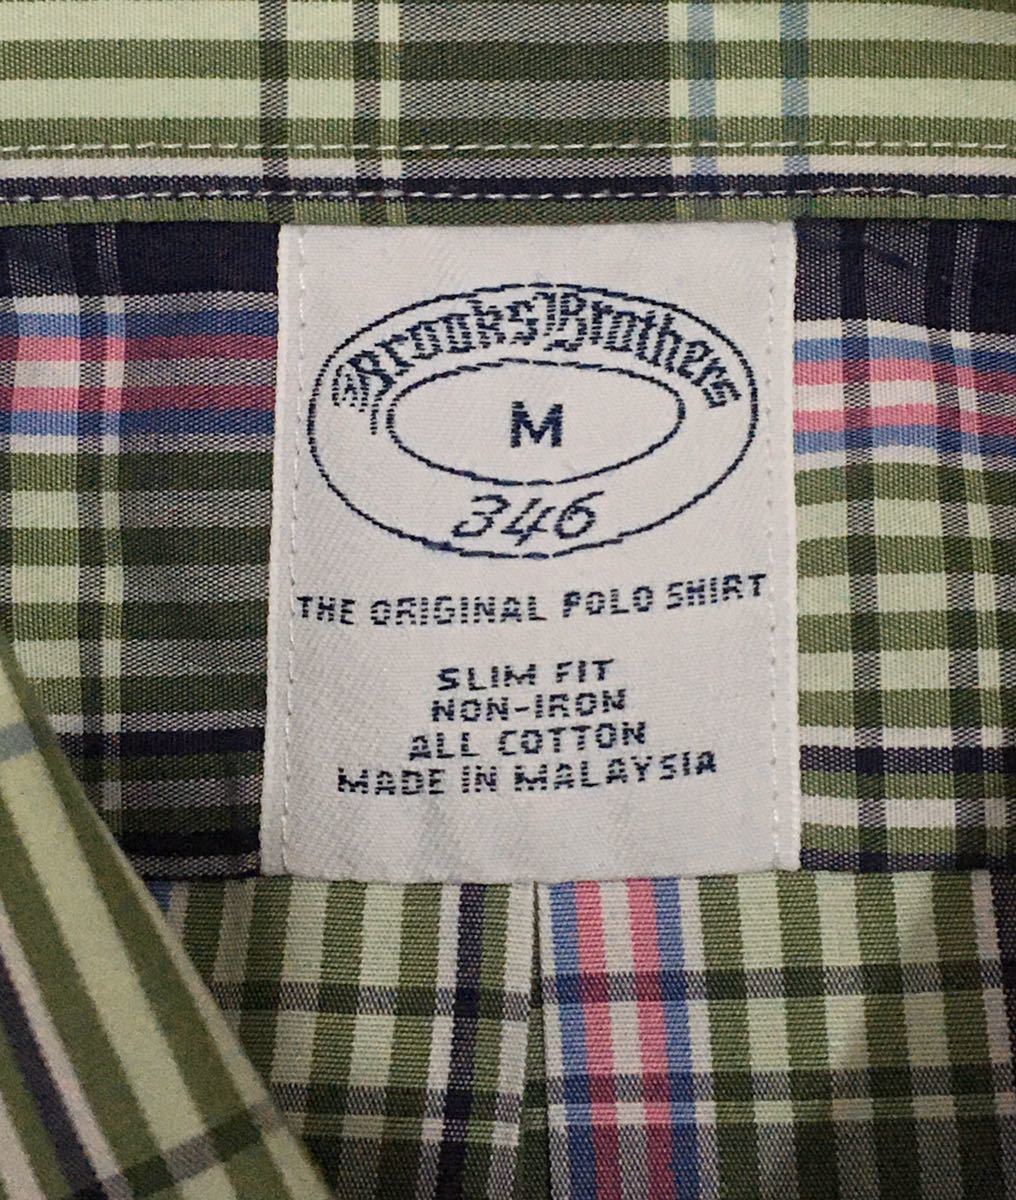 Brooks Brothers
M
346
THE ORIGINAL POLO SHIRT
SLIM FIT
NON-IRON
ALL COTTON
MADE IN MALAYSIA